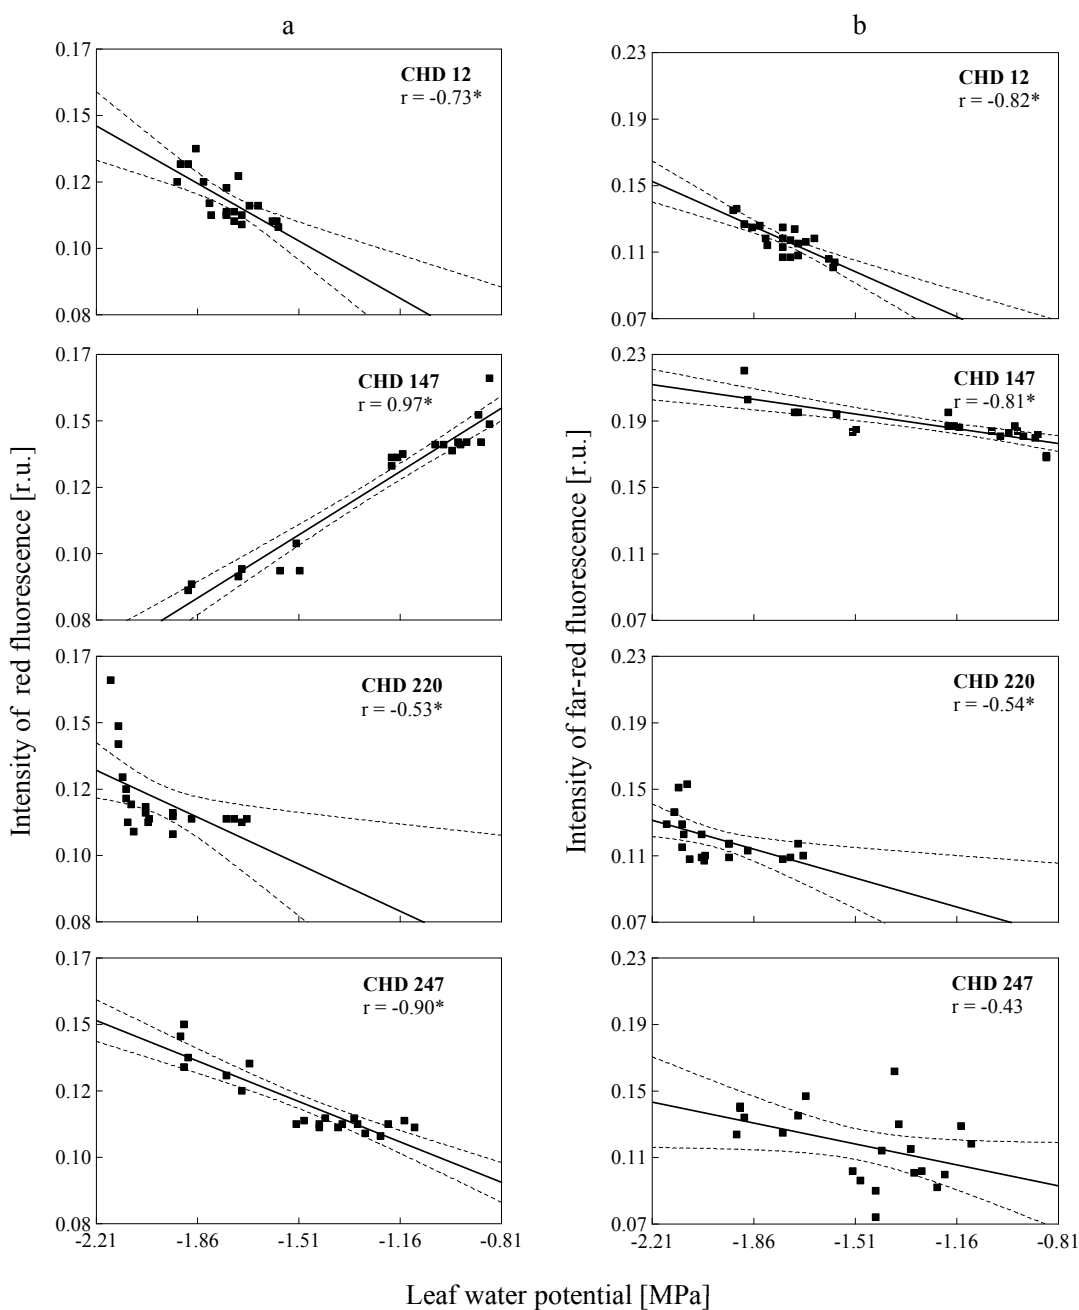 a
0.17
0.15
0.12
0.10
0.08
CHD 12
r = -0.73*
0.17
0.15
0.12
0.10
0.08
CHD 147
r = 0.97*
0.17
0.15
0.12
0.10
0.08
CHD 220
r = -0.53*
0.17
0.15
0.12
0.10
0.08
CHD 247
r = -0.90*
-2.21 -1.86 -1.51 -1.16 -0.81
Intensity of red fluorescence [r.u.]
b
0.23
0.19
0.15
0.11
0.07
CHD 12
r = -0.82*
0.23
0.19
0.15
0.11
0.07
CHD 147
r = -0.81*
0.23
0.19
0.15
0.11
0.07
CHD 220
r = -0.54*
0.23
0.19
0.15
0.11
0.07
CHD 247
r = -0.43
-2.21 -1.86 -1.51 -1.16 -0.81
Intensity of far-red fluorescence [r.u.]
Leaf water potential [MPa]